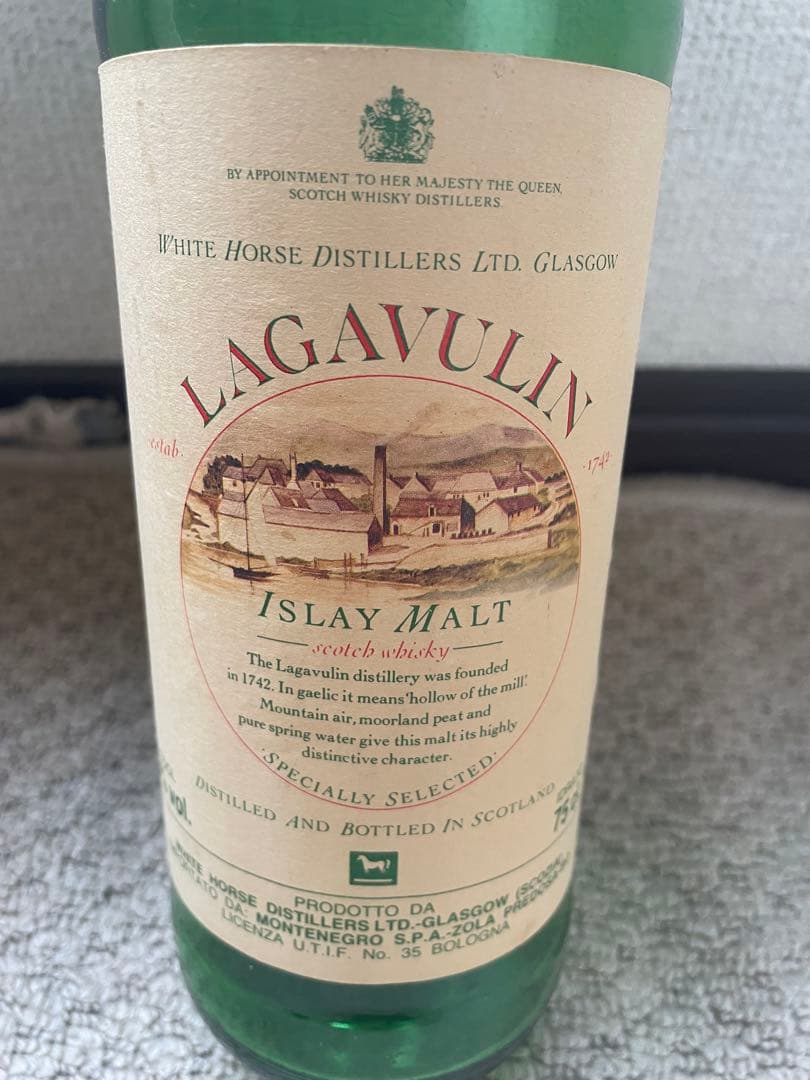 BY APPOINTMENT TO HER MAJESTY THE QUEEN,
SCOTCH WHISKY DISTILLERS.
WHITE HORSE DISTILLERS LTD. GLASGOW
LAGAVULIN
estab. ·1742·
ISLAY MALT
scotch whisky
The Lagavulin distillery was founded
in 1742. In gaelic it means 'hollow of the mill'.
Mountain air, moorland peat and
pure spring water give this malt its highly
distinctive character.
·SPECIALLY SELECTED·
DISTILLED AND BOTTLED IN SCOTLAND
VOL.
75
PRODOTTO DA
WHITE HORSE DISTILLERS LTD.-GLASGOW
DA: MONTENEGRO S.P.A.-ZOLA PREDOSA
LICENZA U.T.I.F. No. 35 BOLOGNA